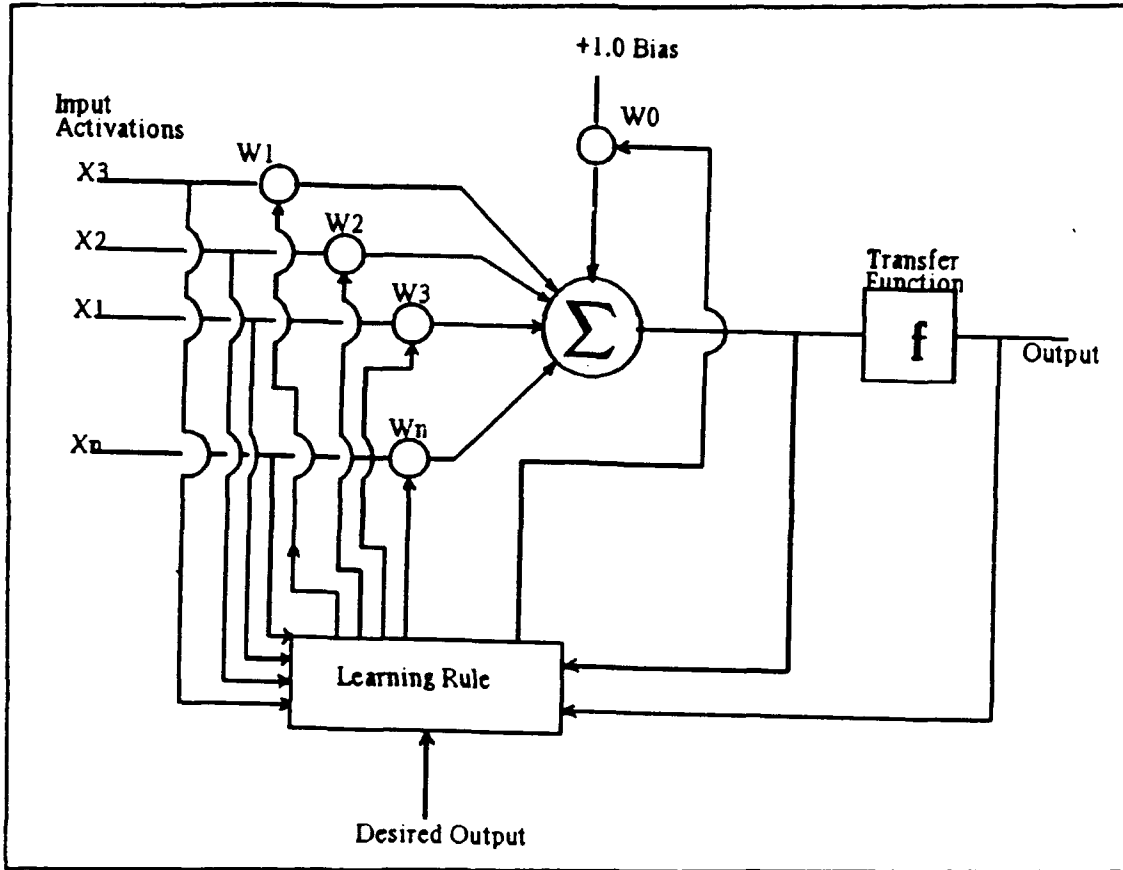 +1.0 Bias
W0
Input
Activations
X3
W1
X2
W2
X1
W3
Xn
Wn
Σ
Transfer
Function
f
Output
Learning Rule
Desired Output